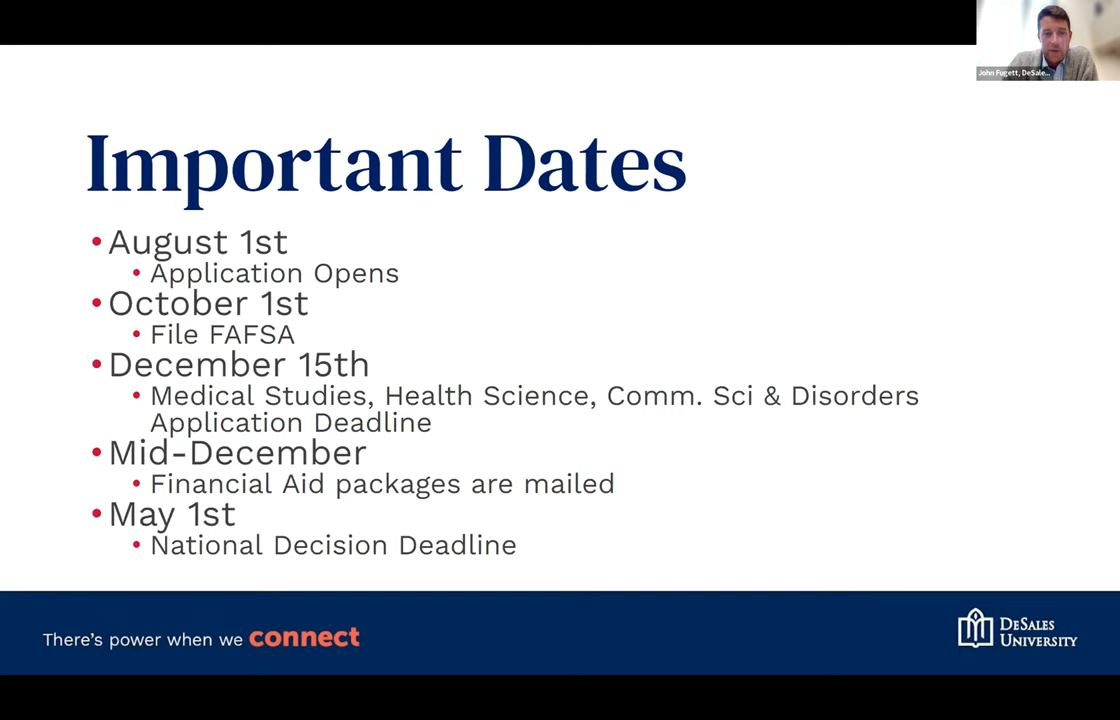 John Fugett, DeSale...
Important Dates
• August 1st
• Application Opens
• October 1st
• File FAFSA
• December 15th
• Medical Studies, Health Science, Comm. Sci & Disorders
Application Deadline
• Mid-December
• Financial Aid packages are mailed
• May 1st
• National Decision Deadline
There's power when we connect
DeSales
University